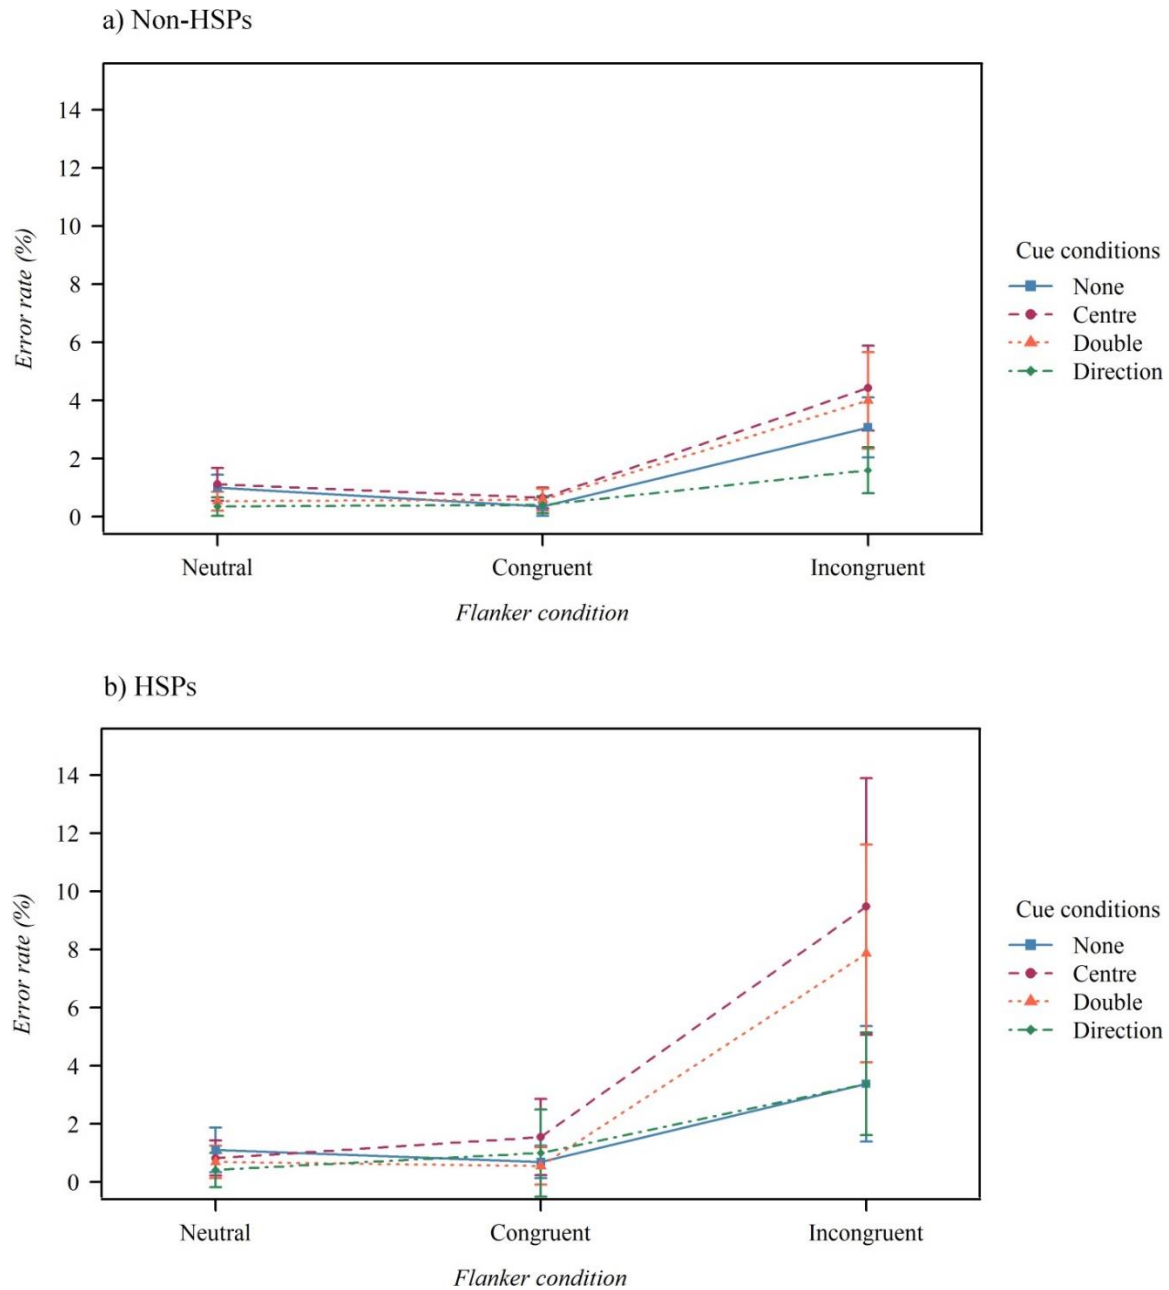 a) Non-HSPs
14
12
10
8
6
4
2
0
Error rate (%)
Neutral Congruent Incongruent
Flanker condition
Cue conditions
None
Centre
Double
Direction
b) HSPs
14
12
10
8
6
4
2
0
Error rate (%)
Neutral Congruent Incongruent
Flanker condition
Cue conditions
None
Centre
Double
Direction